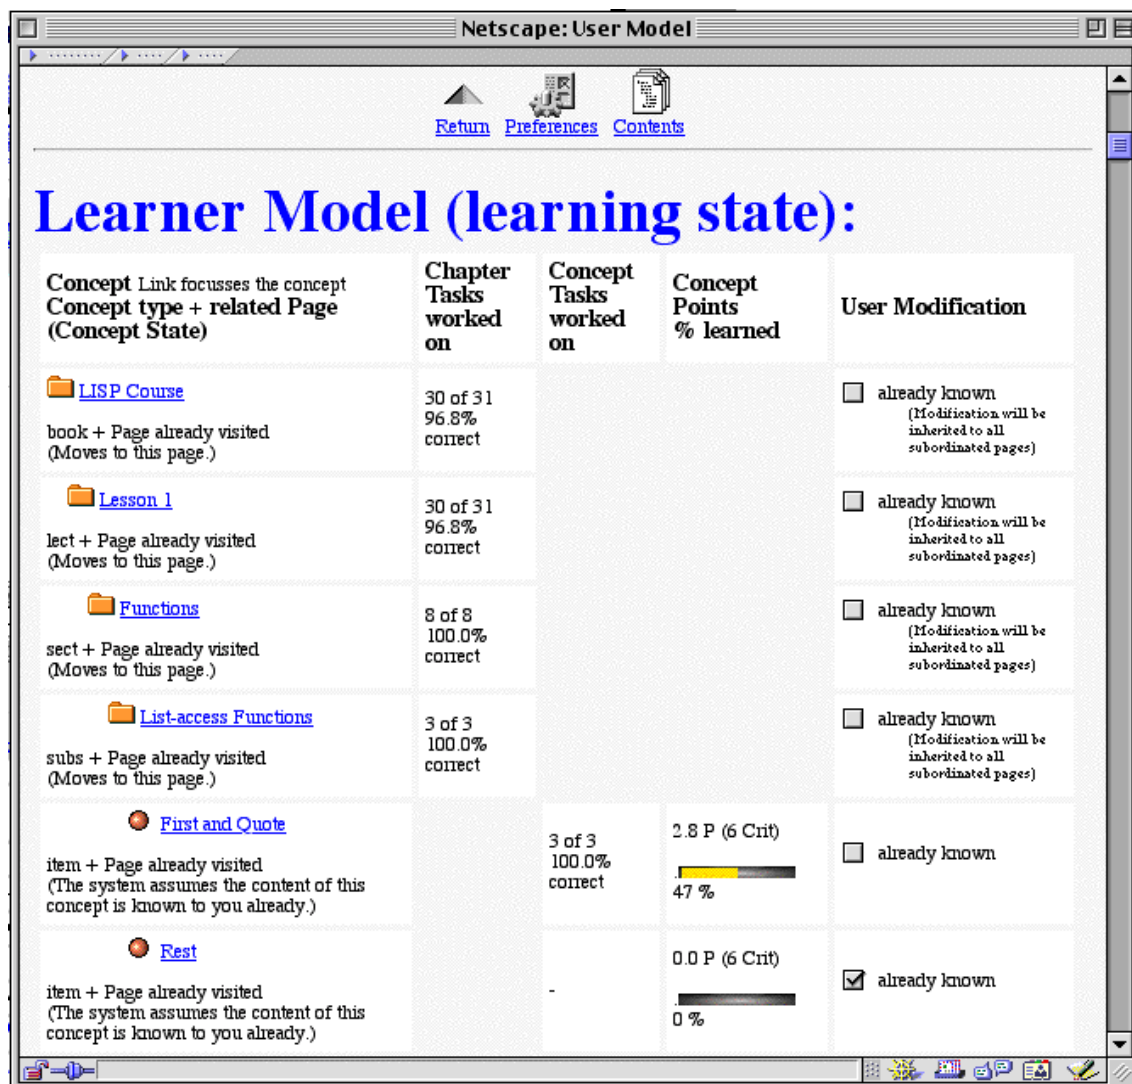 Netscape: User Model
Return Preferences Contents
Learner Model (learning state):
Concept Link focusses the concept
Concept type + related Page
(Concept State)
Chapter
Tasks
worked
on
Concept
Tasks
worked
on
Concept
Points
% learned
User Modification
LISP Course
book + Page already visited
(Moves to this page.)
30 of 31
96.8%
correct
already known
(Modification will be
inherited to all
subordinated pages)
Lesson 1
lect + Page already visited
(Moves to this page.)
30 of 31
96.8%
correct
already known
(Modification will be
inherited to all
subordinated pages)
Functions
sect + Page already visited
(Moves to this page.)
8 of 8
100.0%
correct
already known
(Modification will be
inherited to all
subordinated pages)
List-access Functions
subs + Page already visited
(Moves to this page.)
3 of 3
100.0%
correct
already known
(Modification will be
inherited to all
subordinated pages)
First and Quote
item + Page already visited
(The system assumes the content of this
concept is known to you already.)
3 of 3
100.0%
correct
2.8 P (6 Crit)
47 %
already known
Rest
item + Page already visited
(The system assumes the content of this
concept is known to you already.)
-
0.0 P (6 Crit)
0 %
already known